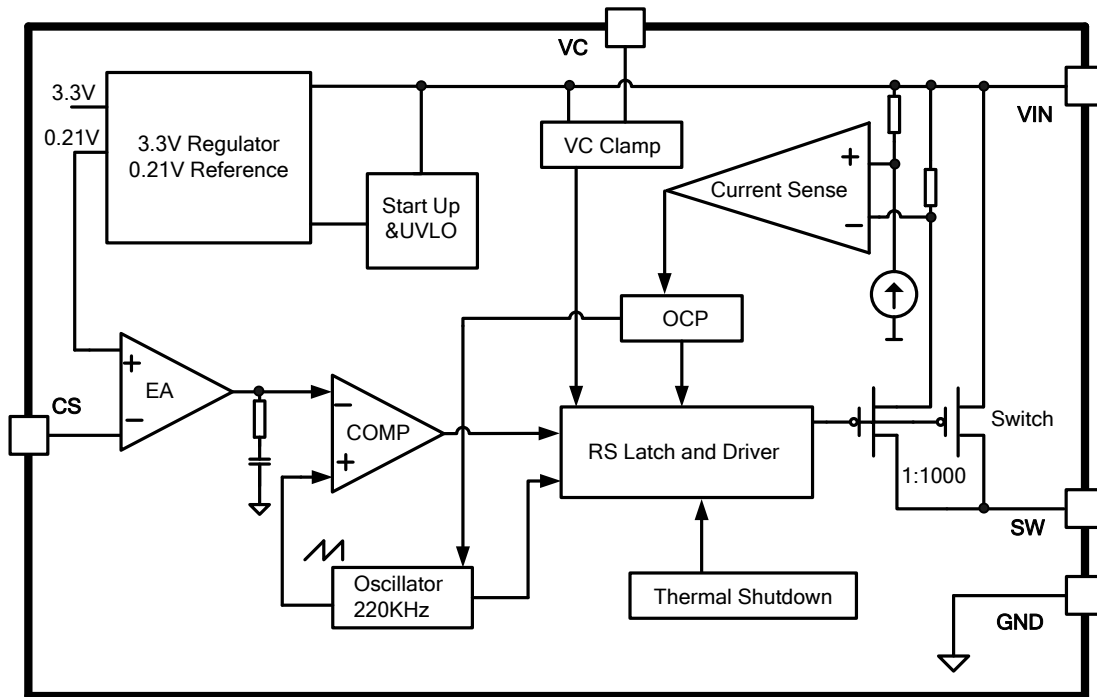 VC
VIN
3.3V
0.21V
3.3V Regulator
0.21V Reference
VC Clamp
Start Up
&UVLO
+
Current Sense
−
OCP
+
EA
−
CS
−
COMP
+
RS Latch and Driver
Switch
1:1000
SW
Oscillator
220KHz
Thermal Shutdown
GND